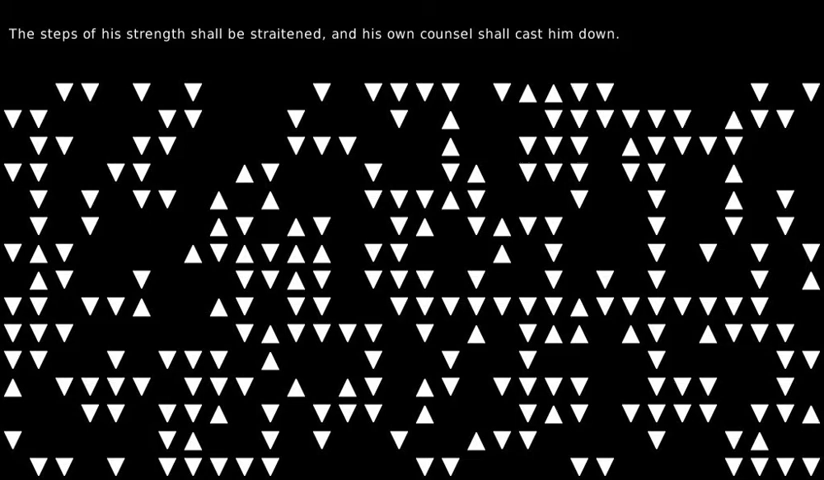 The steps of his strength shall be straitened, and his own counsel shall cast him down.